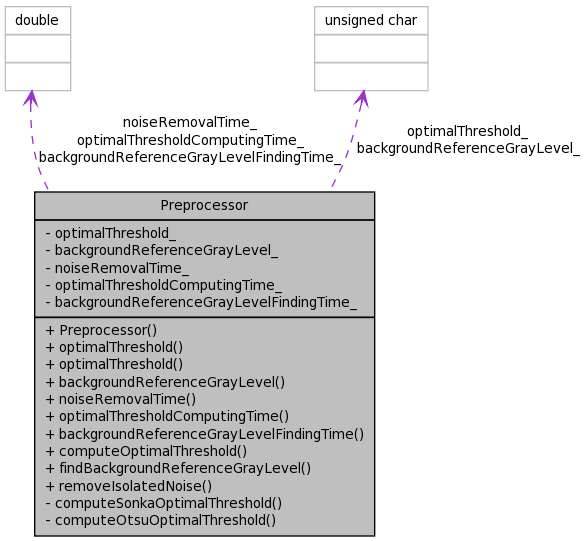 double
unsigned char
noiseRemovalTime_
optimalThresholdComputingTime_
backgroundReferenceGrayLevelFindingTime_
optimalThreshold_
backgroundReferenceGrayLevel_
Preprocessor
- optimalThreshold_
- backgroundReferenceGrayLevel_
- noiseRemovalTime_
- optimalThresholdComputingTime_
- backgroundReferenceGrayLevelFindingTime_
+ Preprocessor()
+ optimalThreshold()
+ optimalThreshold()
+ backgroundReferenceGrayLevel()
+ noiseRemovalTime()
+ optimalThresholdComputingTime()
+ backgroundReferenceGrayLevelFindingTime()
+ computeOptimalThreshold()
+ findBackgroundReferenceGrayLevel()
+ removeIsolatedNoise()
- computeSonkaOptimalThreshold()
- computeOtsuOptimalThreshold()